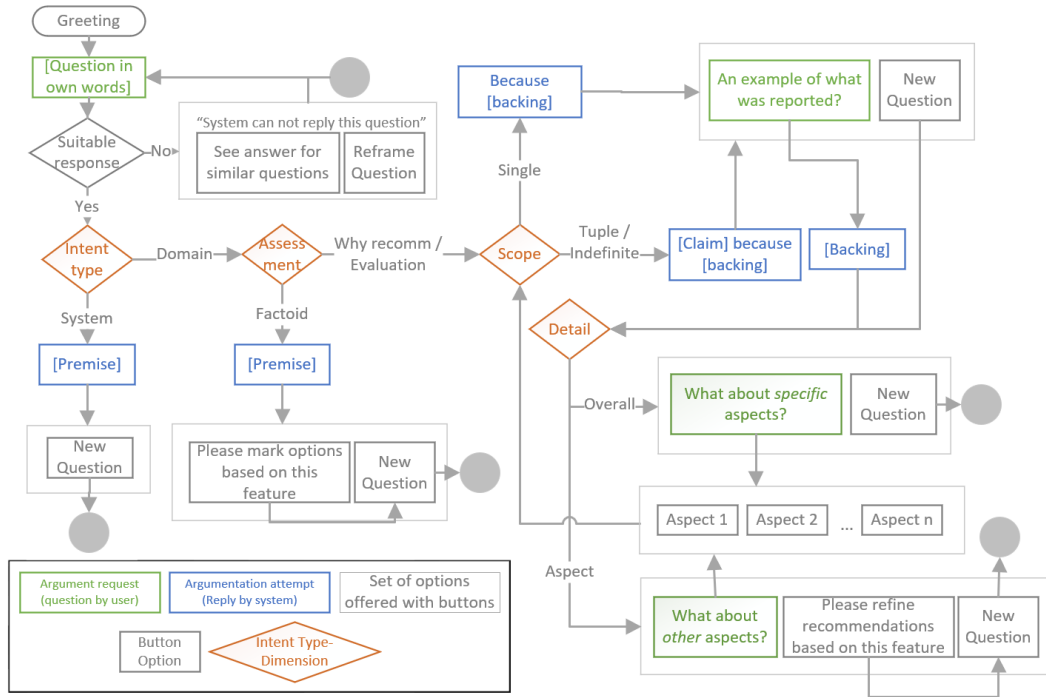 Greeting
[Question in
own words]
Suitable
response
No
"System can not reply this question"
See answer for
similar questions
Reframe
Question
Yes
Intent
type
Domain
Assess
ment
Why recomm /
Evaluation
Scope
Single
Because
[backing]
Tuple /
Indefinite
[Claim] because
[backing]
[Backing]
An example of what
was reported?
New
Question
System
[Premise]
New
Question
Factoid
[Premise]
Please mark options
based on this
feature
New
Question
Detail
Overall
What about specific
aspects?
New
Question
Aspect 1
Aspect 2
...
Aspect n
Aspect
What about
other aspects?
Please refine
recommendations
based on this feature
New
Question
Argument request
(question by user)
Argumentation attempt
(Reply by system)
Set of options
offered with buttons
Button
Option
Intent Type-
Dimension